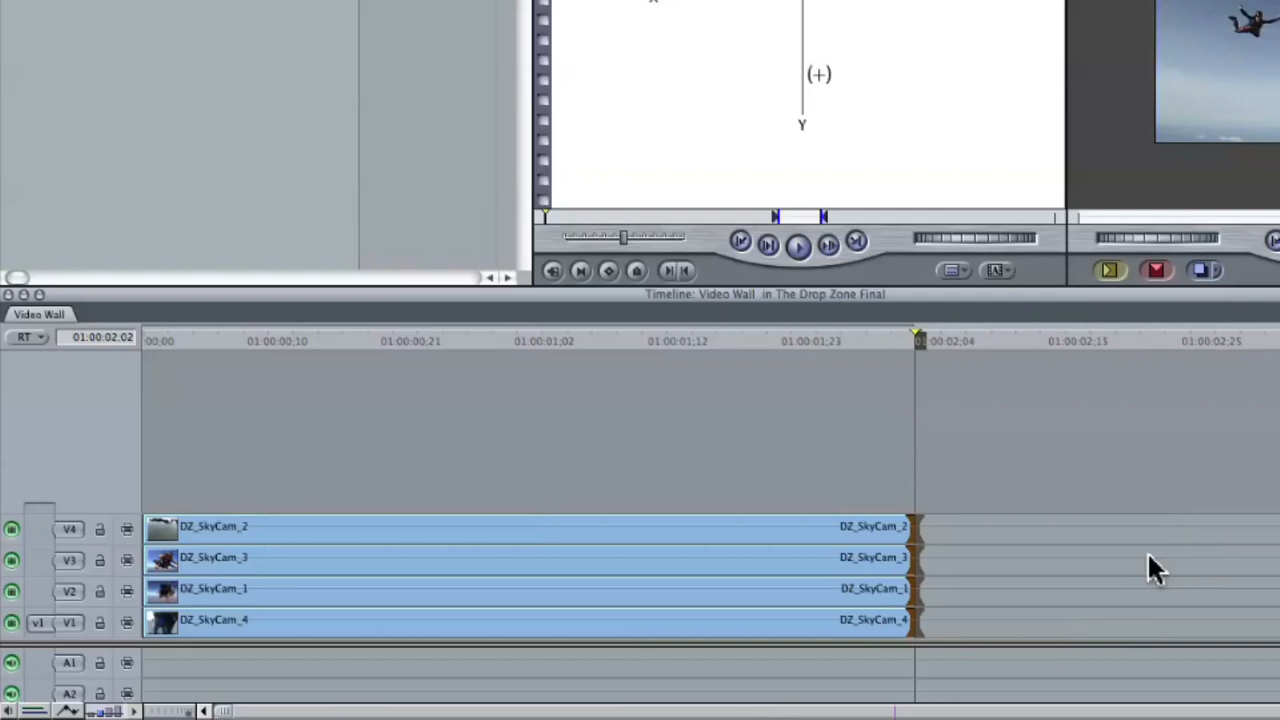 (+)
Y
Timeline: Video Wall in The Drop Zone Final
Video Wall
RT
01:00:02:02
:00;00
01:00:00;10
01:00:00;21
01:00:01;02
01:00:01;12
01:00:01;23
01:00:02;04
01:00:02;15
01:00:02;25
V4
DZ_SkyCam_2
DZ_SkyCam_2
V3
DZ_SkyCam_3
DZ_SkyCam_3
V2
DZ_SkyCam_1
DZ_SkyCam_1
v1
V1
DZ_SkyCam_4
DZ_SkyCam_4
A1
A2